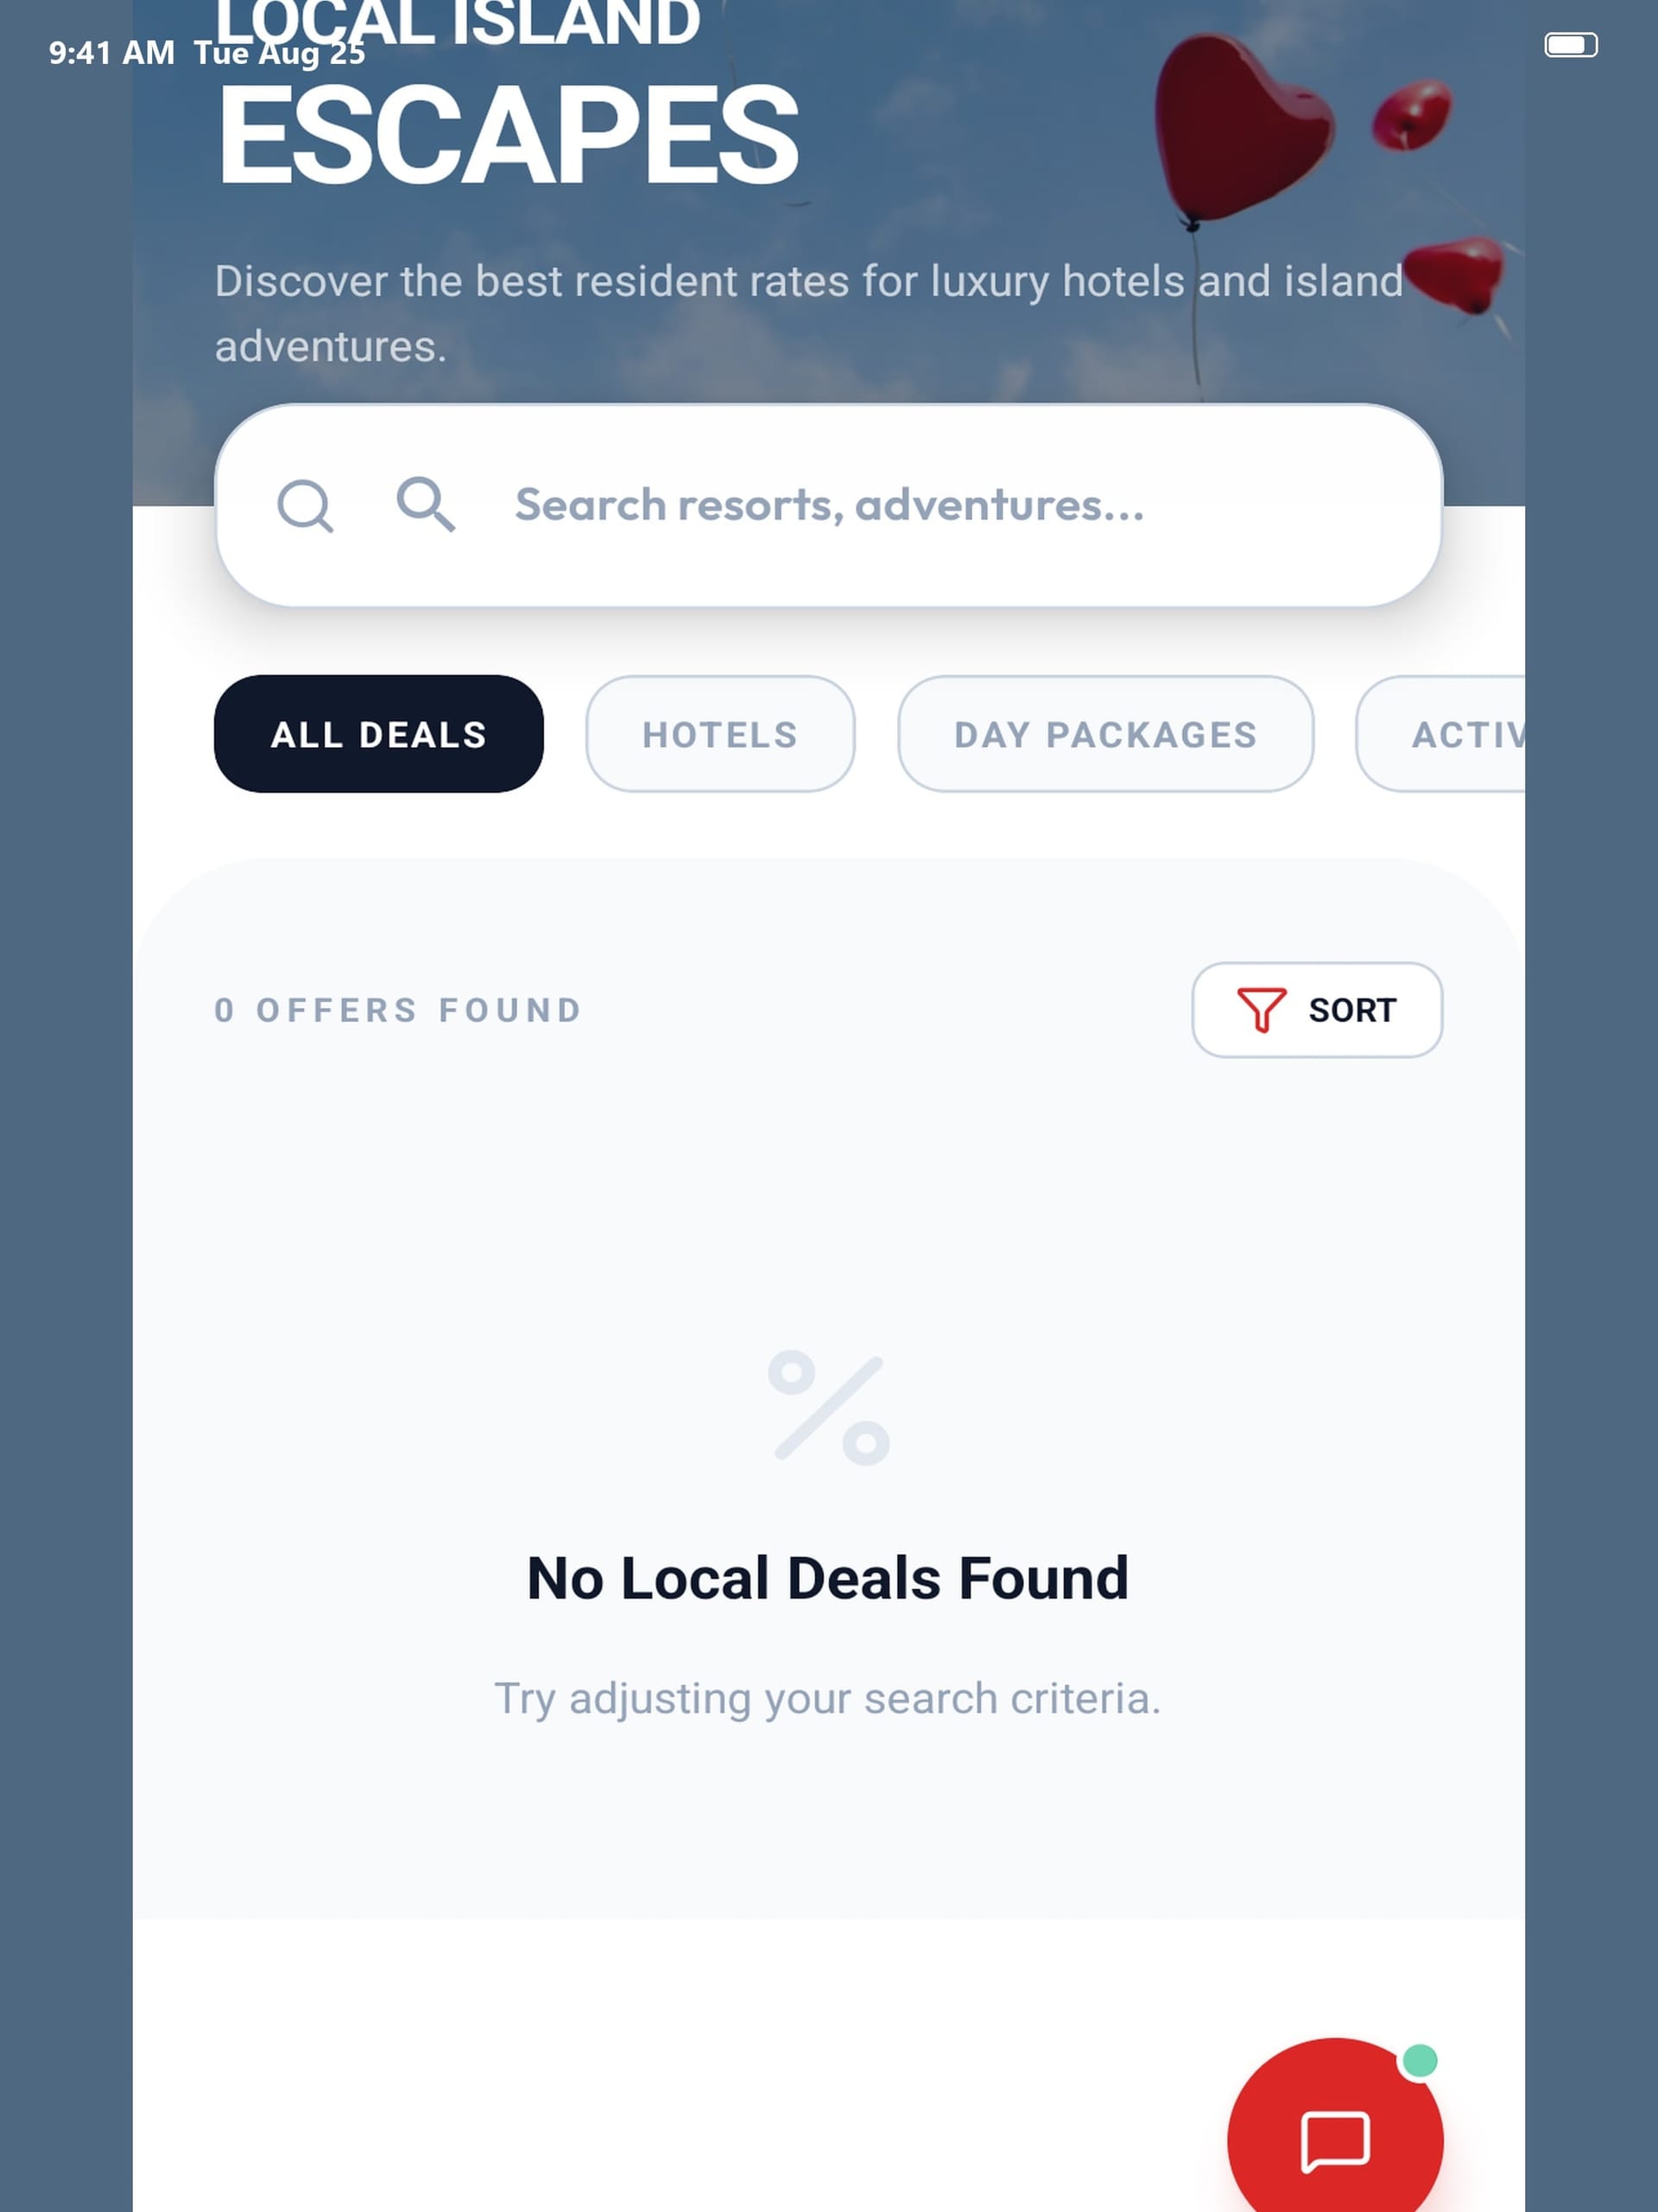 LOCAL ISLAND
9:41 AM Tue Aug 25
ESCAPES
Discover the best resident rates for luxury hotels and island
adventures.
Search resorts, adventures...
ALL DEALS
HOTELS
DAY PACKAGES
ACTIV
0 OFFERS FOUND
SORT
No Local Deals Found
Try adjusting your search criteria.